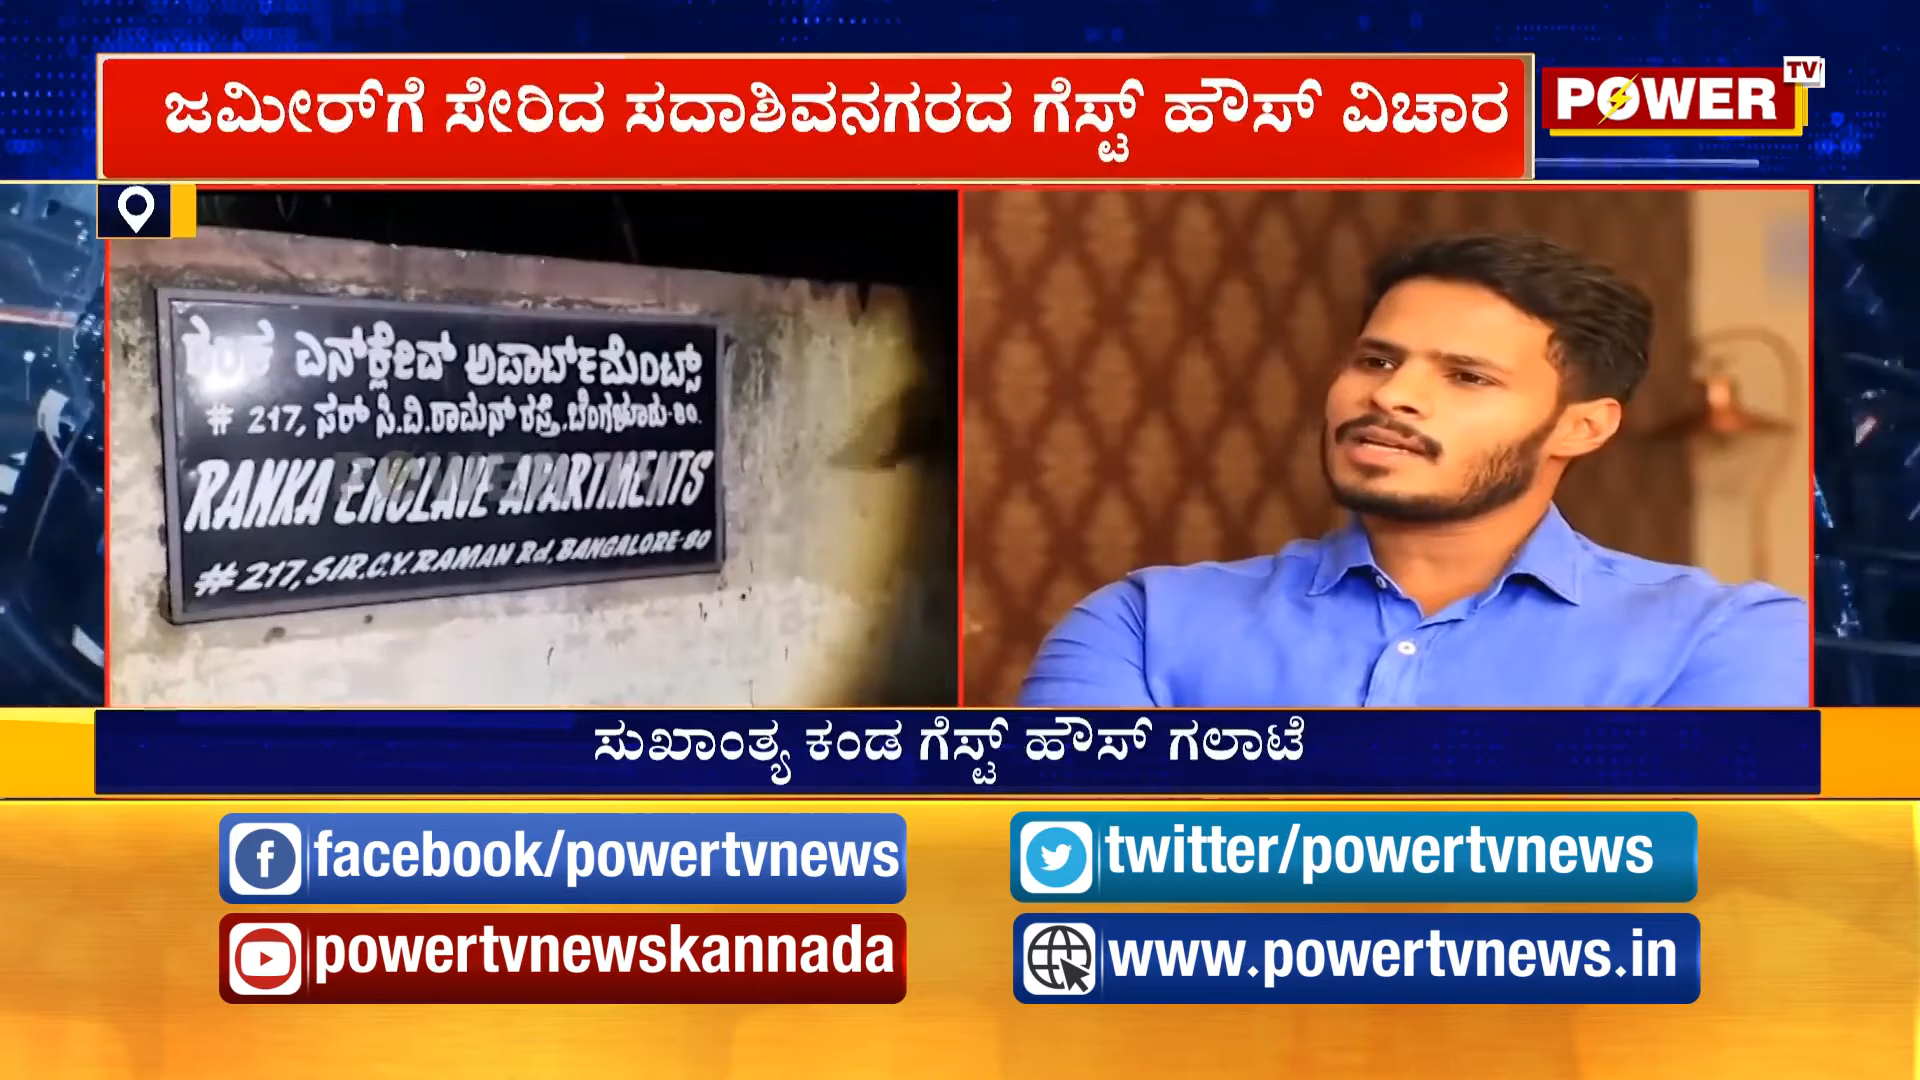 ಜಮೀರ್‌ಗೆ ಸೇರಿದ ಸದಾಶಿವನಗರದ ಗೆಸ್ಟ್ ಹೌಸ್ ವಿಚಾರ
POWER TV
ಎನ್‌ಕ್ಲೇವ್ ಅಪಾರ್ಟ್‌ಮೆಂಟ್ಸ್
# 217, ಸರ್ ಸಿ.ವಿ.ರಾಮನ್ ರಸ್ತೆ.ಬೆಂಗಳೂರು-80.
RANKA ENCLAVE APARTMENTS
# 217, SIR.C.V. RAMAN Rd, BANGALORE-80
ಸುಖಾಂತ್ಯ ಕಂಡ ಗೆಸ್ಟ್ ಹೌಸ್ ಗಲಾಟೆ
facebook/powertvnews
twitter/powertvnews
powertvnewskannada
www.powertvnews.in